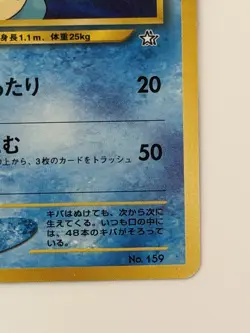 身長1.1m、体重25kg
あたり 20
む 50
上から、3枚のカードをトラッシュ
キバはぬけても、次から次に
生えてくる。いつも口の中に
は、48本のキバがそろって
いる。
No. 159